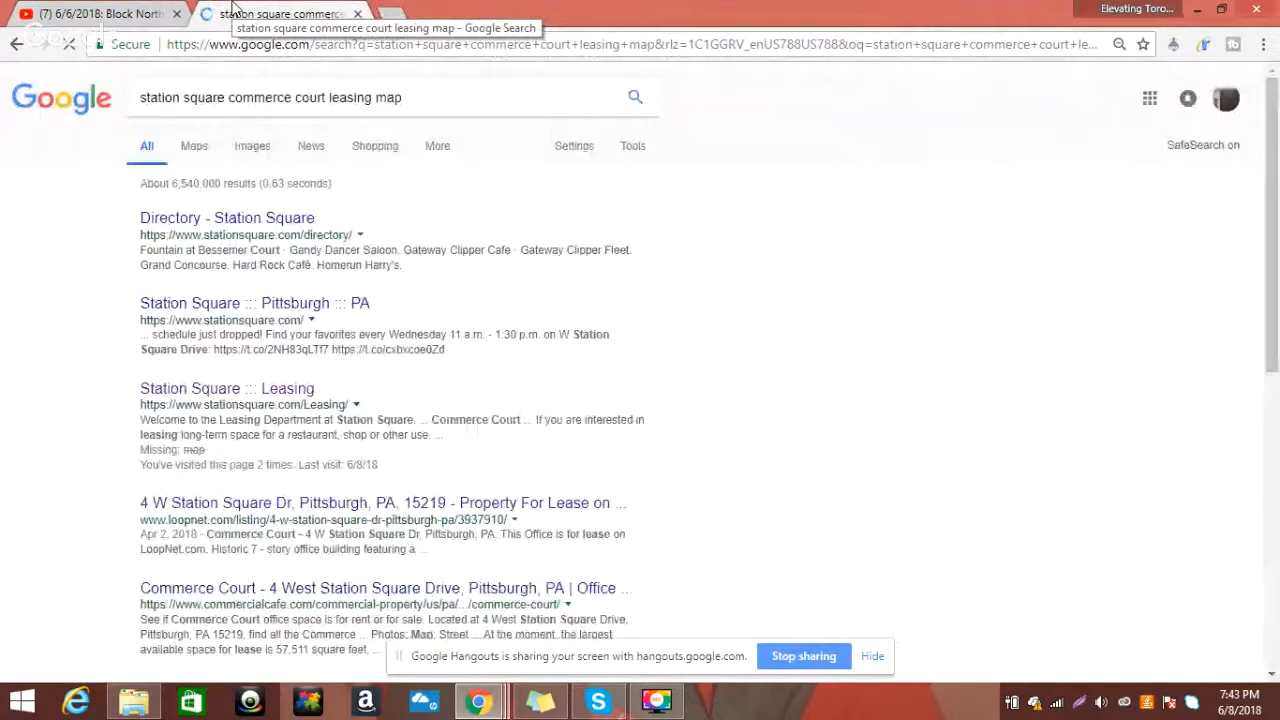 (7) 6/6/2018: Block North
station square commerce
Elevating Toro...
station square commerce court leasing map - Google Search
Secure
https://www.google.com/search?q=station+square+commerce+court+leasing+map&rlz=1C1GGRV_enUS788US788&oq=station+square+commerce+court+le...
Google
station square commerce court leasing map
All
Maps
Images
News
Shopping
More
Settings
Tools
SafeSearch on
About 6,540,000 results (0.63 seconds)
Directory - Station Square
https://www.stationsquare.com/directory/
Fountain at Bessemer Court · Gandy Dancer Saloon. Gateway Clipper Cafe · Gateway Clipper Fleet.
Grand Concourse. Hard Rock Café. Homerun Harry's.
Station Square ::: Pittsburgh ::: PA
https://www.stationsquare.com/
... schedule just dropped! Find your favorites every Wednesday 11 a.m. - 1:30 p.m. on W Station
Square Drive: https://t.co/2NH83qLTf7 https://t.co/cxbxcoe0Zd
Station Square ::: Leasing
https://www.stationsquare.com/Leasing/
Welcome to the Leasing Department at Station Square. ... Commerce Court ... If you are interested in
leasing long-term space for a restaurant, shop or other use. ...
Missing: map
You've visited this page 2 times. Last visit: 6/8/18
4 W Station Square Dr, Pittsburgh, PA, 15219 - Property For Lease on ...
www.loopnet.com/listing/4-w-station-square-dr-pittsburgh-pa/3937910/
Apr 2, 2018 - Commerce Court ~ 4 W Station Square Dr, Pittsburgh, PA. This Office is for lease on
LoopNet.com. Historic 7 - story office building featuring a ...
Commerce Court - 4 West Station Square Drive, Pittsburgh, PA | Office ...
https://www.commercialcafe.com/commercial-property/us/pa/.../commerce-court/
See if Commerce Court office space is for rent or for sale. Located at 4 West Station Square Drive,
Pittsburgh, PA 15219, find all the Commerce ... Photos; Map; Street ... At the moment, the largest
available space for lease is 57,511 square feet, ...
Google Hangouts is sharing your screen with hangouts.google.com.
Stop sharing
Hide
7:43 PM
6/8/2018